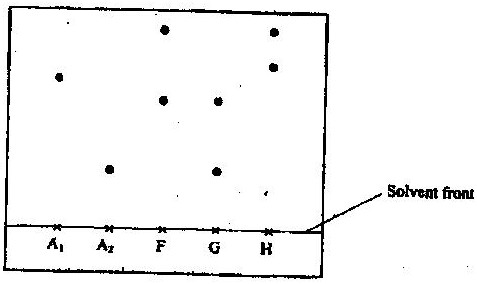 Solvent front
A₁ A₂ F G H